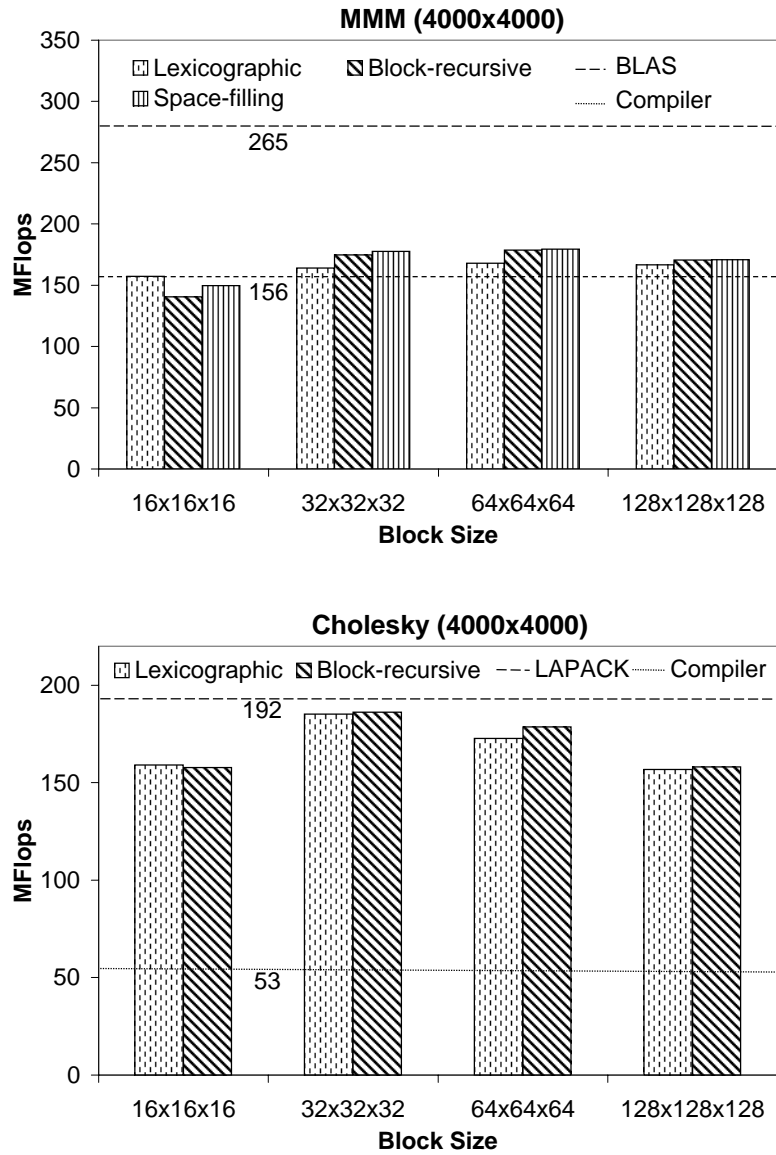 MMM (4000x4000)
350
Lexicographic Block-recursive BLAS
Space-filling Compiler
300
265
250
200
MFlops
150
156
100
50
0
16x16x16 32x32x32 64x64x64 128x128x128
Block Size
Cholesky (4000x4000)
Lexicographic Block-recursive LAPACK Compiler
200
192
150
MFlops
100
50
53
0
16x16x16 32x32x32 64x64x64 128x128x128
Block Size